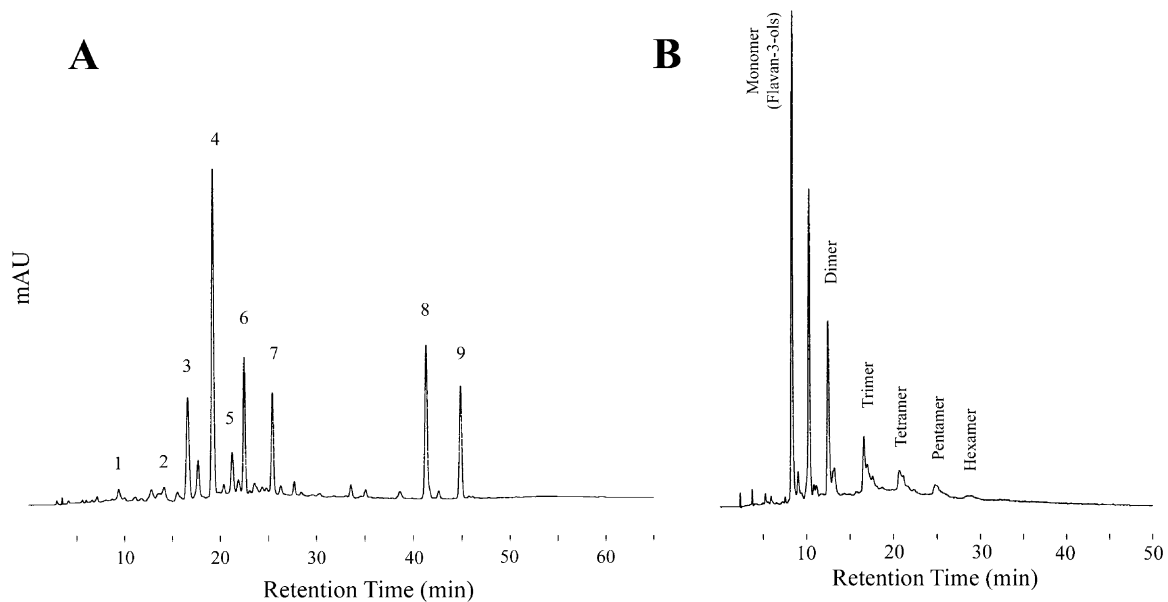 A
4
mAU
3
5
6
7
8
9
1
2
10 20 30 40 50 60
Retention Time (min)
B
Monomer
(Flavan-3-ols)
Dimer
Trimer
Tetramer
Pentamer
Hexamer
10 20 30 40 50
Retention Time (min)